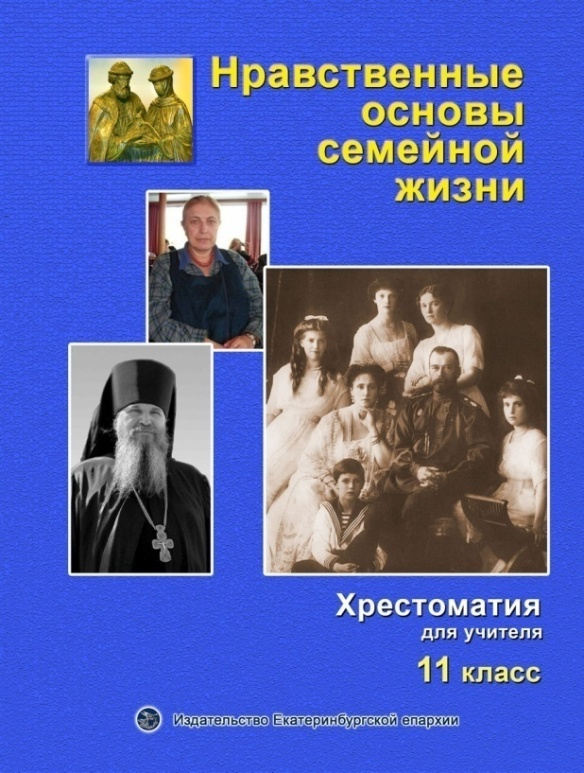 Нравственные
основы
семейной
жизни
Хрестоматия
для учителя
11 класс
Издательство Екатеринбургской епархии